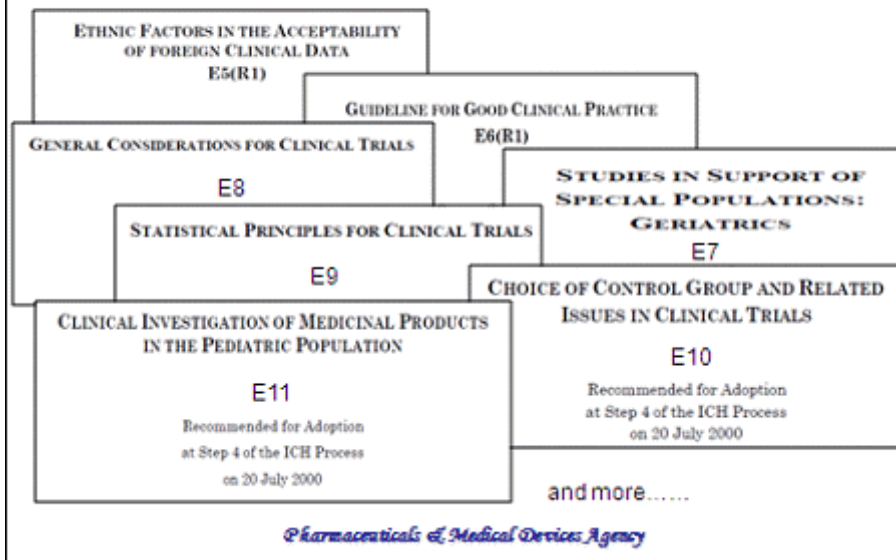 ETHNIC FACTORS IN THE ACCEPTABILITY
OF FOREIGN CLINICAL DATA
E5(R1)
GUIDELINE FOR GOOD CLINICAL PRACTICE
E6(R1)
GENERAL CONSIDERATIONS FOR CLINICAL TRIALS
E8
STUDIES IN SUPPORT OF
SPECIAL POPULATIONS:
GERIATRICS
E7
STATISTICAL PRINCIPLES FOR CLINICAL TRIALS
E9
CHOICE OF CONTROL GROUP AND RELATED
ISSUES IN CLINICAL TRIALS
E10
Recommended for Adoption
at Step 4 of the ICH Process
on 20 July 2000
CLINICAL INVESTIGATION OF MEDICINAL PRODUCTS
IN THE PEDIATRIC POPULATION
E11
Recommended for Adoption
at Step 4 of the ICH Process
on 20 July 2000
and more……
Pharmaceuticals & Medical Devices Agency